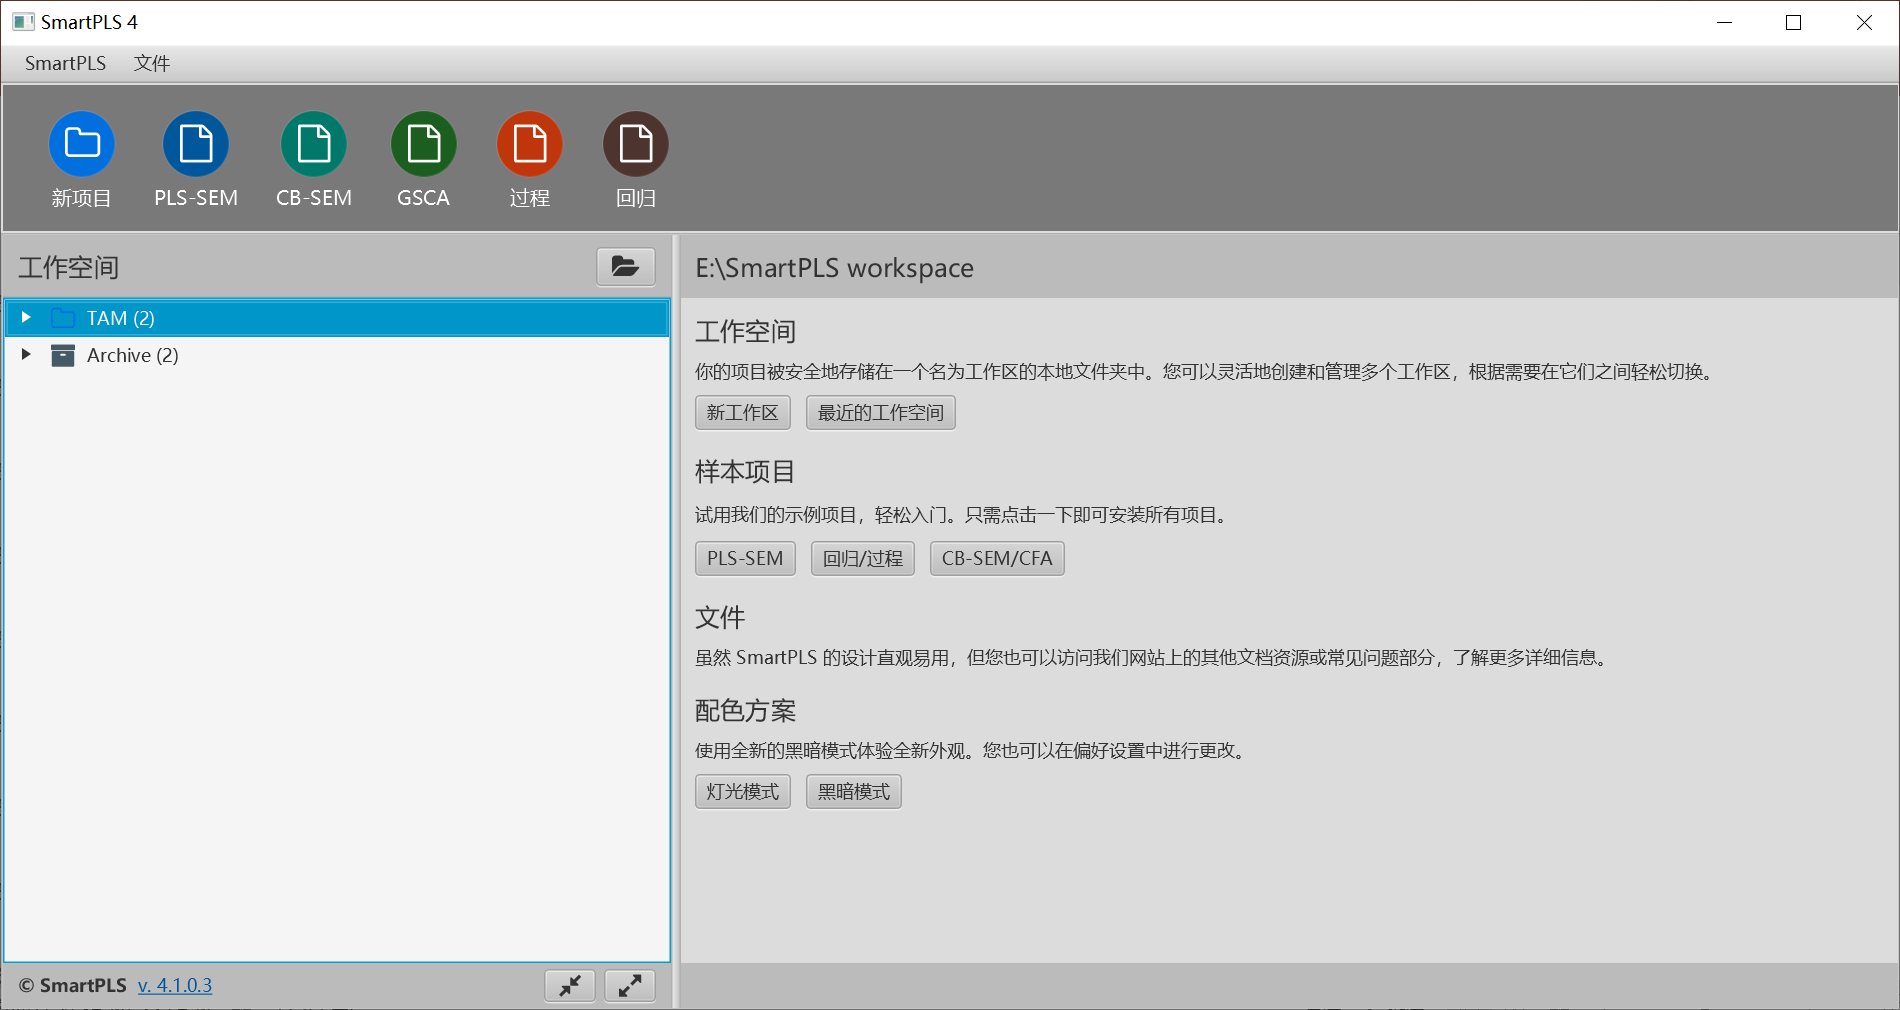 SmartPLS 4
SmartPLS 文件
新项目 PLS-SEM CB-SEM GSCA 过程 回归
工作空间
TAM (2)
Archive (2)
© SmartPLS v. 4.1.0.3
E:\SmartPLS workspace
工作空间
你的项目被安全地存储在一个名为工作区的本地文件夹中。您可以灵活地创建和管理多个工作区，根据需要在它们之间轻松切换。
新工作区 最近的工作空间
样本项目
试用我们的示例项目，轻松入门。只需点击一下即可安装所有项目。
PLS-SEM 回归/过程 CB-SEM/CFA
文件
虽然 SmartPLS 的设计直观易用，但您也可以访问我们网站上的其他文档资源或常见问题部分，了解更多详细信息。
配色方案
使用全新的黑暗模式体验全新外观。您也可以在偏好设置中进行更改。
灯光模式 黑暗模式